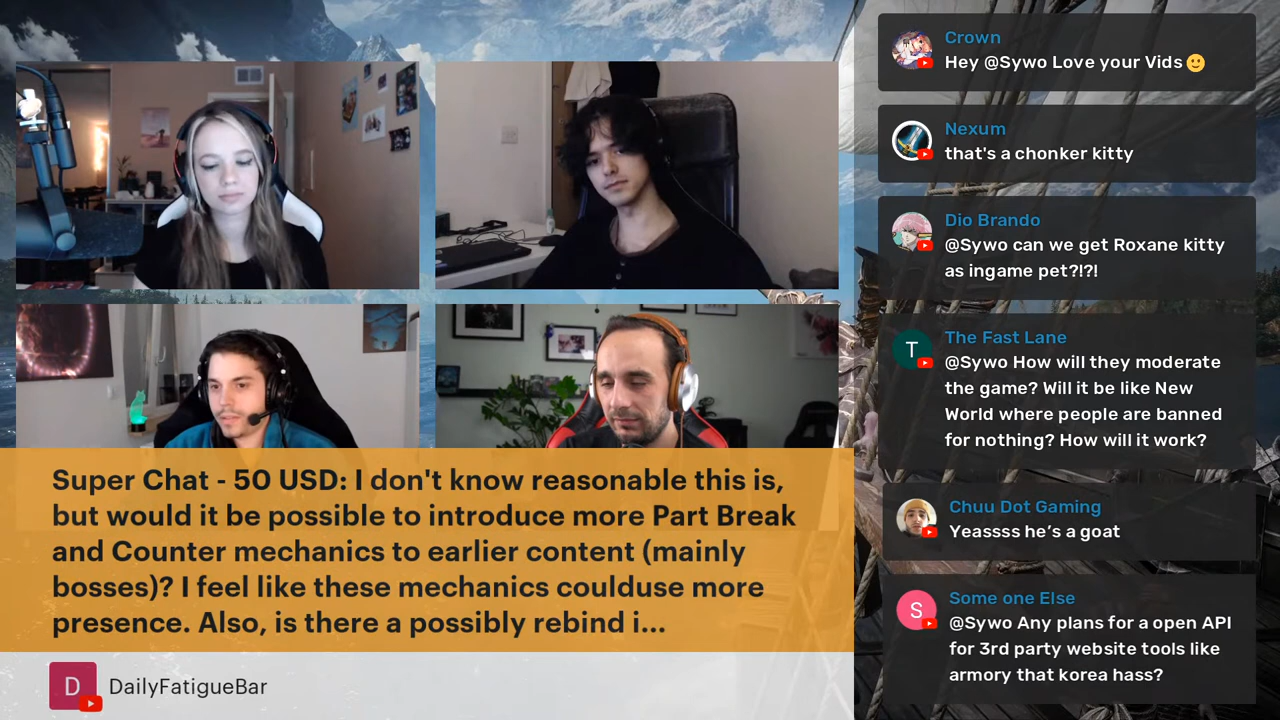 Super Chat - 50 USD: I don't know reasonable this is,
but would it be possible to introduce more Part Break
and Counter mechanics to earlier content (mainly
bosses)? I feel like these mechanics coulduse more
presence. Also, is there a possibly rebind i...
D
DailyFatigueBar
Crown
Hey @Sywo Love your Vids🙂
Nexum
that's a chonker kitty
Dio Brando
@Sywo can we get Roxane kitty
as ingame pet?!?!
T
The Fast Lane
@Sywo How will they moderate
the game? Will it be like New
World where people are banned
for nothing? How will it work?
Chuu Dot Gaming
Yeassss he's a goat
S
Some one Else
@Sywo Any plans for a open API
for 3rd party website tools like
armory that korea hass?